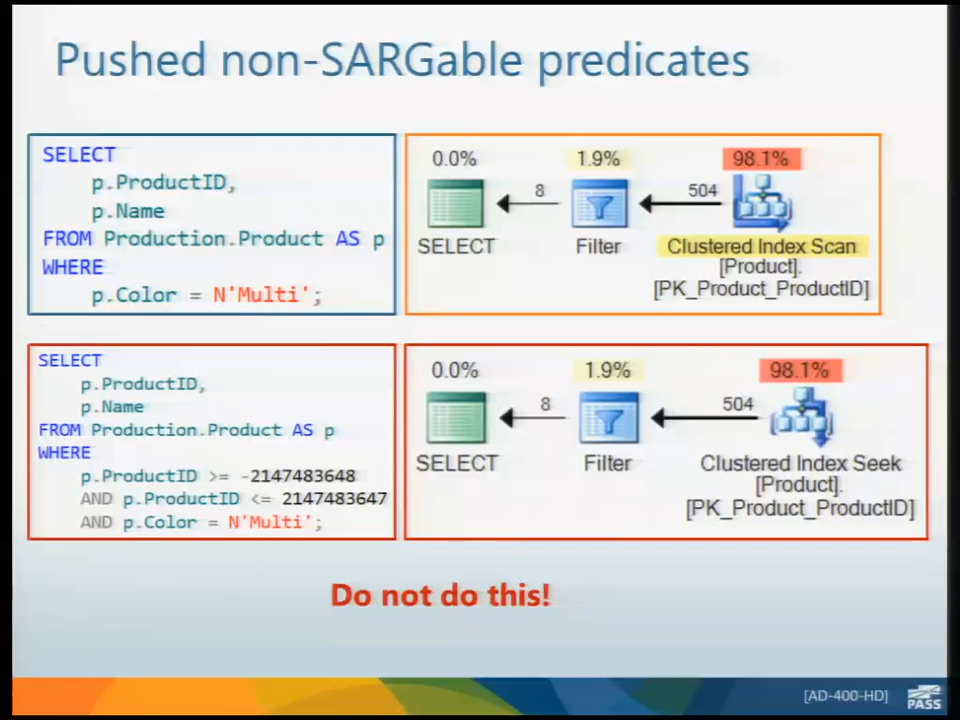 Pushed non-SARGable predicates
SELECT
p.ProductID,
p.Name
FROM Production.Product AS p
WHERE
p.Color = N'Multi';
0.0%
1.9%
98.1%
8
504
SELECT
Filter
Clustered Index Scan
[Product].
[PK_Product_ProductID]
SELECT
p.ProductID,
p.Name
FROM Production.Product AS p
WHERE
p.ProductID >= -2147483648
AND p.ProductID <= 2147483647
AND p.Color = N'Multi';
0.0%
1.9%
98.1%
8
504
SELECT
Filter
Clustered Index Seek
[Product].
[PK_Product_ProductID]
Do not do this!
[AD-400-HD]
PASS